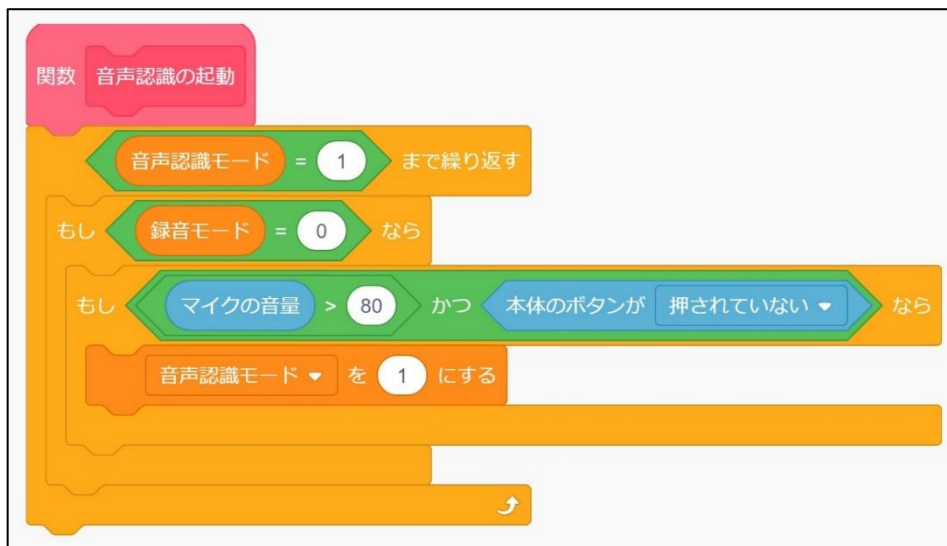 関数 音声認識の起動
音声認識モード = 1 まで繰り返す
もし 録音モード = 0 なら
もし マイクの音量 > 80 かつ 本体のボタンが 押されていない なら
音声認識モード を 1 にする